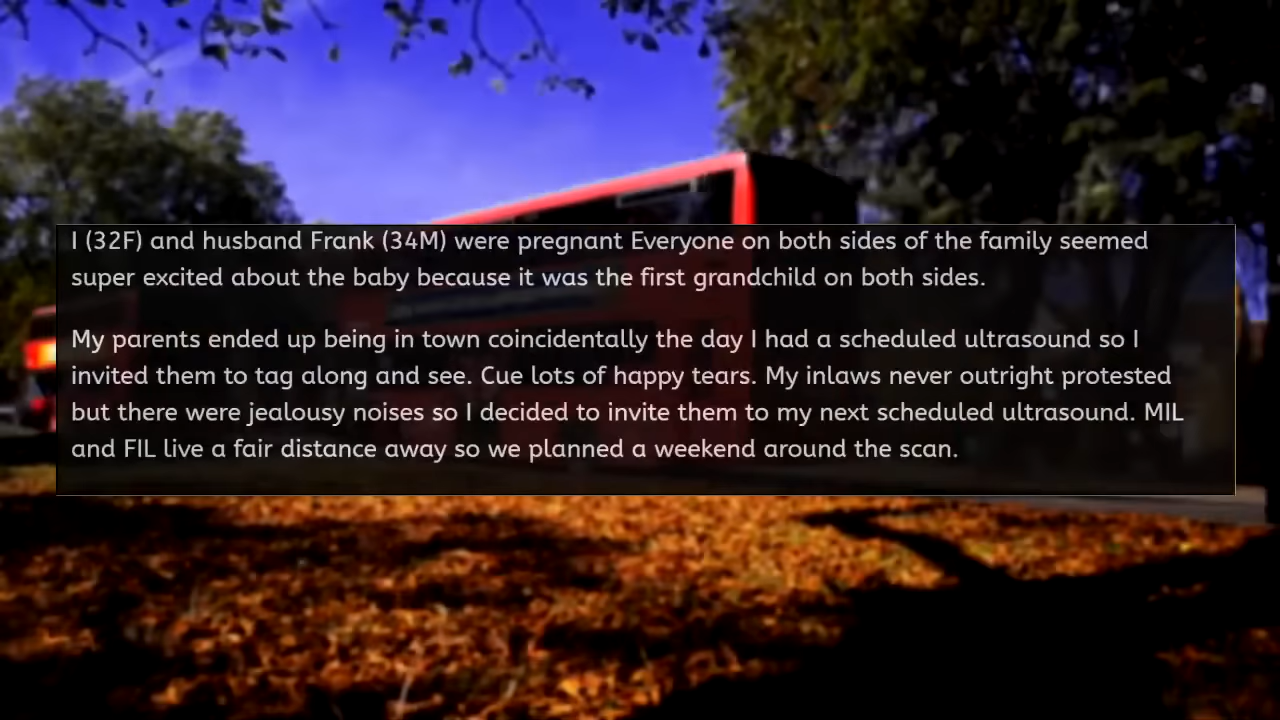 I (32F) and husband Frank (34M) were pregnant Everyone on both sides of the family seemed
super excited about the baby because it was the first grandchild on both sides.
My parents ended up being in town coincidentally the day I had a scheduled ultrasound so I
invited them to tag along and see. Cue lots of happy tears. My inlaws never outright protested
but there were jealousy noises so I decided to invite them to my next scheduled ultrasound. MIL
and FIL live a fair distance away so we planned a weekend around the scan.